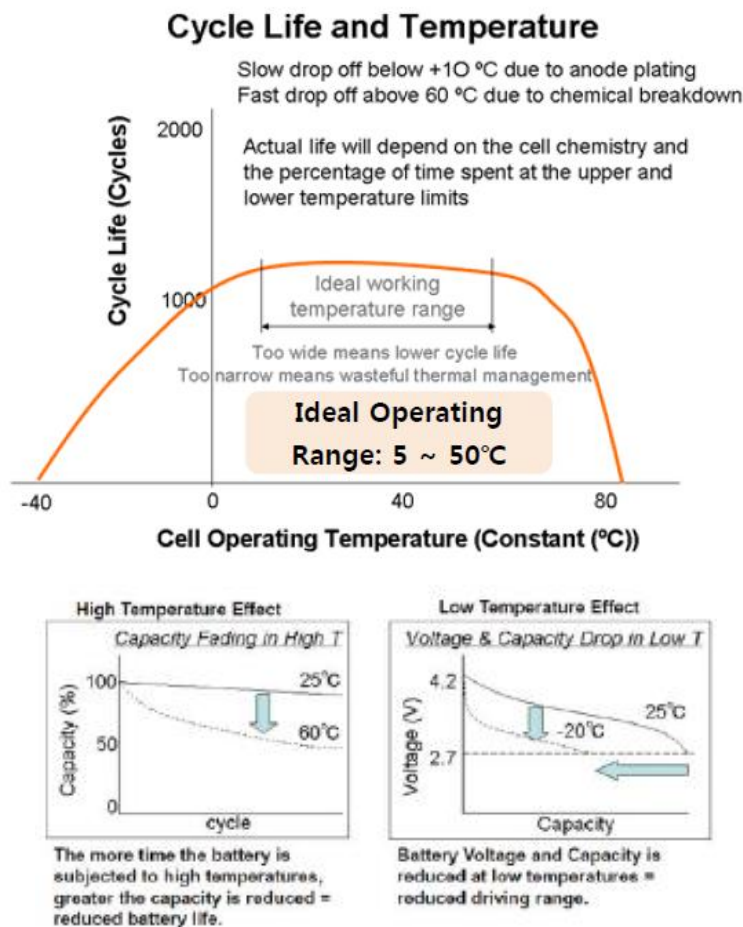 Cycle Life and Temperature
Slow drop off below +1O ºC due to anode plating
Fast drop off above 60 ºC due to chemical breakdown
Actual life will depend on the cell chemistry and
the percentage of time spent at the upper and
lower temperature limits
Cycle Life (Cycles)
2000
1000
Ideal working
temperature range
Too wide means lower cycle life
Too narrow means wasteful thermal management
Ideal Operating
Range: 5 ~ 50℃
-40
0
40
80
Cell Operating Temperature (Constant (ºC))
High Temperature Effect
Capacity Fading in High T
Capacity (%)
100
50
0
25℃
60℃
cycle
The more time the battery is
subjected to high temperatures,
greater the capacity is reduced =
reduced battery life.
Low Temperature Effect
Voltage & Capacity Drop in Low T
Voltage (V)
4.2
2.7
25℃
-20℃
Capacity
Battery Voltage and Capacity is
reduced at low temperatures =
reduced driving range.